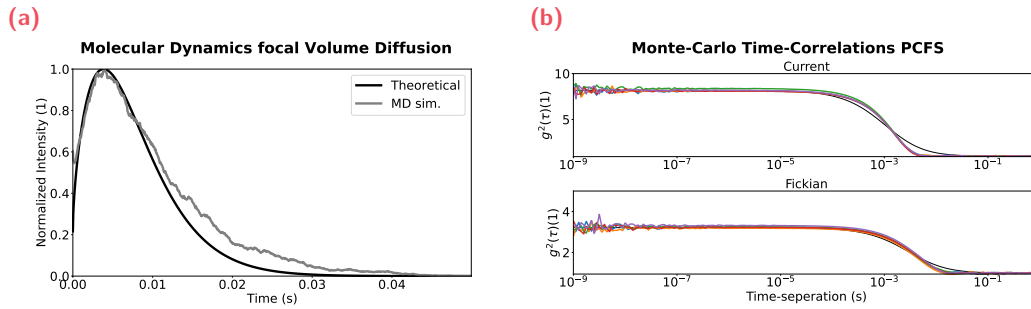 (a)
Molecular Dynamics focal Volume Diffusion
Theoretical
MD sim.
Normalized Intensity (1)
1.0
0.8
0.6
0.4
0.2
0.0
0.00 0.01 0.02 0.03 0.04
Time (s)
(b)
Monte-Carlo Time-Correlations PCFS
Current
g²(τ)(1)
10
5
10⁻⁹ 10⁻⁷ 10⁻⁵ 10⁻³ 10⁻¹
Fickian
g²(τ)(1)
4
2
10⁻⁹ 10⁻⁷ 10⁻⁵ 10⁻³ 10⁻¹
Time-seperation (s)